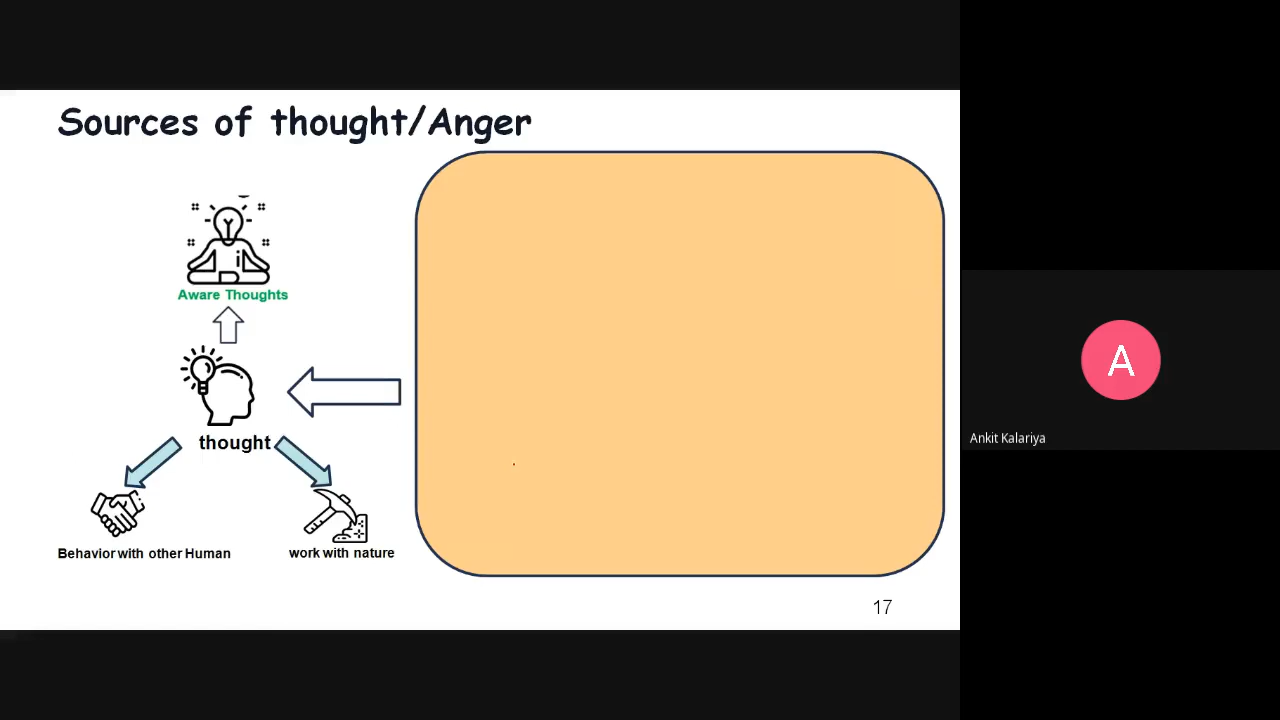 Sources of thought/Anger
Aware Thoughts
thought
Behavior with other Human
work with nature
17
A
Ankit Kalariya